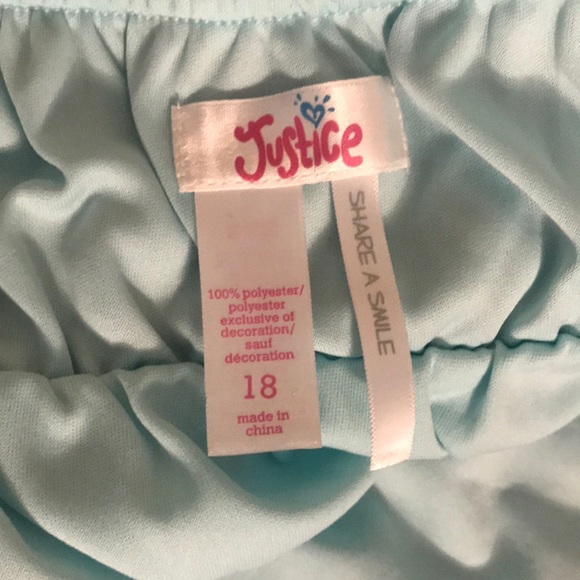 Justice
100% polyester/
polyester
exclusive of
decoration/
sauf
décoration
18
made in
china
SHARE A SMILE